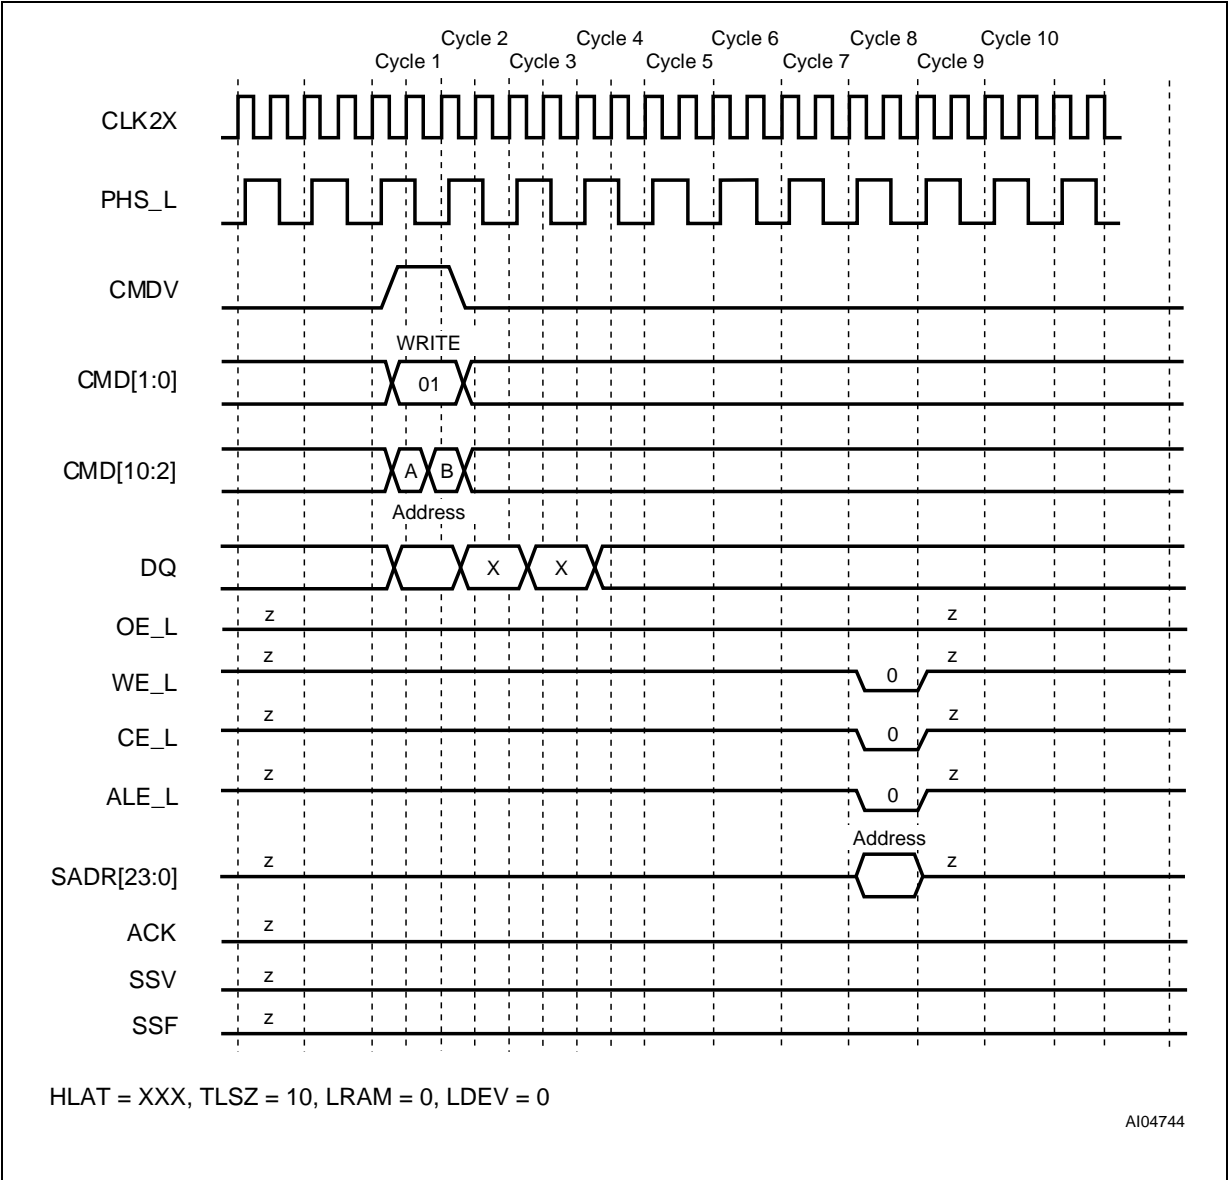 Cycle 2 Cycle 4 Cycle 6 Cycle 8 Cycle 10
Cycle 1 Cycle 3 Cycle 5 Cycle 7 Cycle 9
CLK2X
PHS_L
CMDV
WRITE
CMD[1:0] 01
CMD[10:2] A B
Address
DQ X X
z z
OE_L
z z
WE_L 0
z z
CE_L 0
z z
ALE_L 0
Address
z z
SADR[23:0]
z
ACK
z
SSV
z
SSF
HLAT = XXX, TLSZ = 10, LRAM = 0, LDEV = 0
AI04744